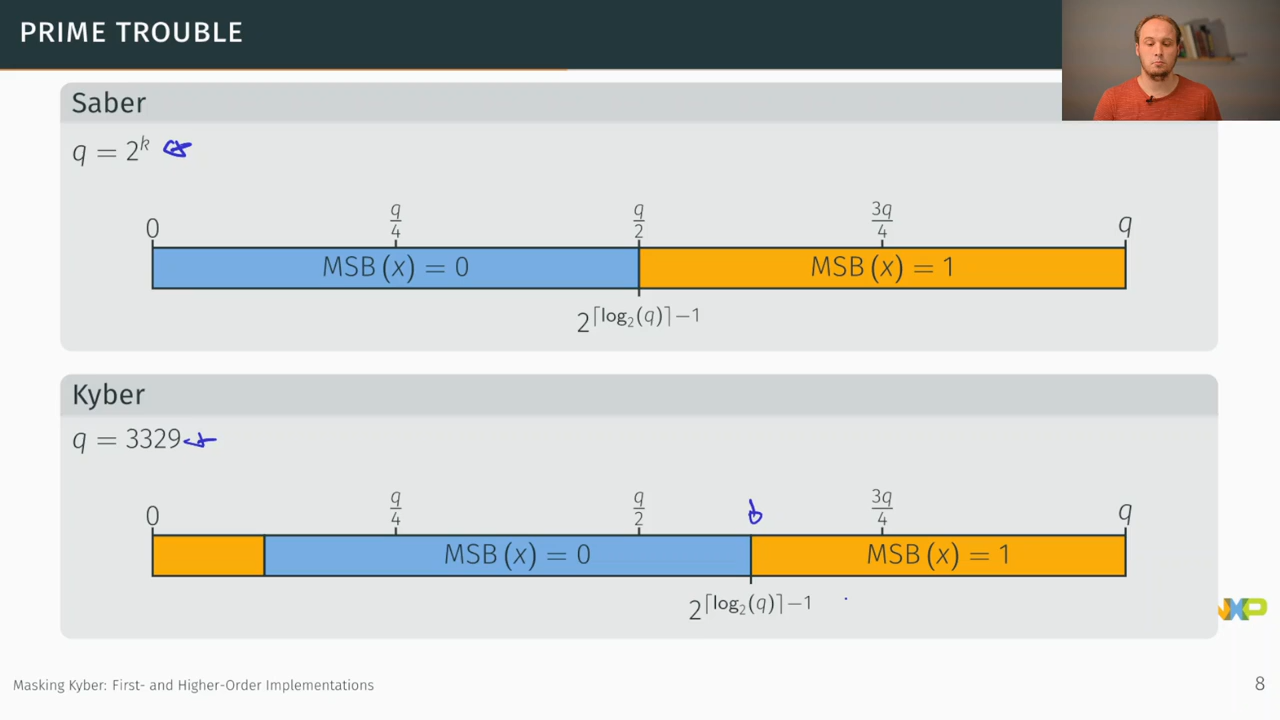 PRIME TROUBLE
Saber
q = 2^k
0 q/4 q/2 3q/4 q
MSB (x) = 0 MSB (x) = 1
2^⌈log₂(q)⌉−1
Kyber
q = 3329
0 q/4 q/2 3q/4 q
MSB (x) = 0 MSB (x) = 1
2^⌈log₂(q)⌉−1
NXP
Masking Kyber: First- and Higher-Order Implementations
8